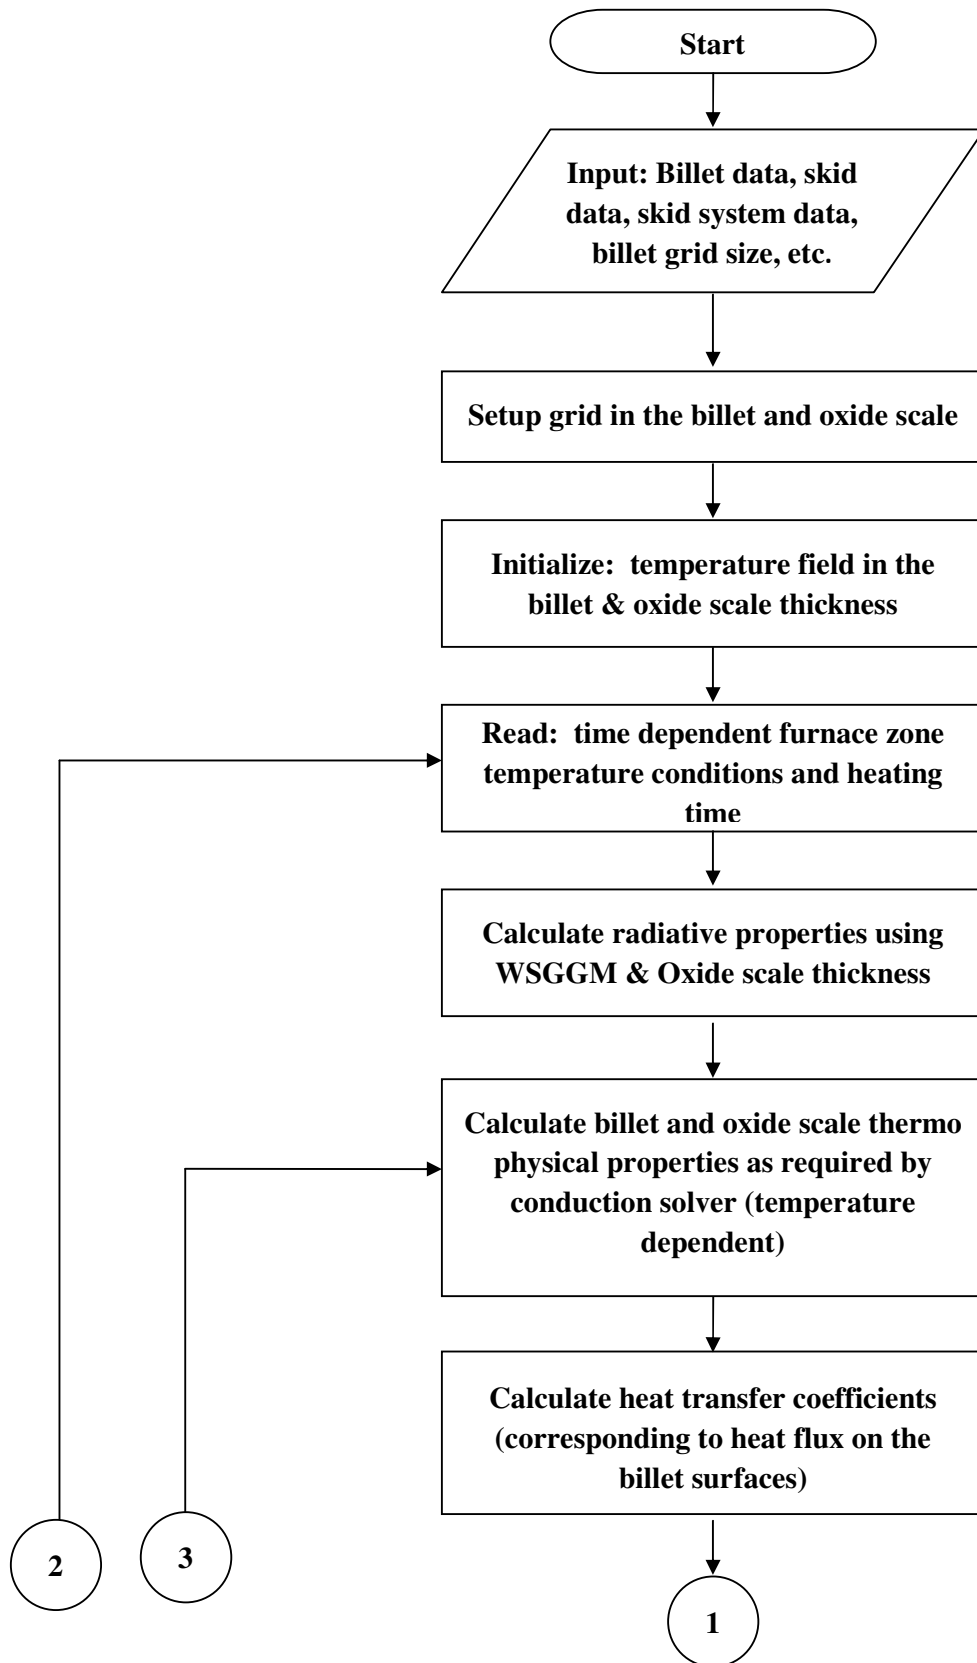 Start
Input: Billet data, skid
data, skid system data,
billet grid size, etc.
Setup grid in the billet and oxide scale
Initialize:  temperature field in the
billet & oxide scale thickness
Read:  time dependent furnace zone
temperature conditions and heating
time
Calculate radiative properties using
WSGGM & Oxide scale thickness
Calculate billet and oxide scale thermo
physical properties as required by
conduction solver (temperature
dependent)
Calculate heat transfer coefficients
(corresponding to heat flux on the
billet surfaces)
2
3
1